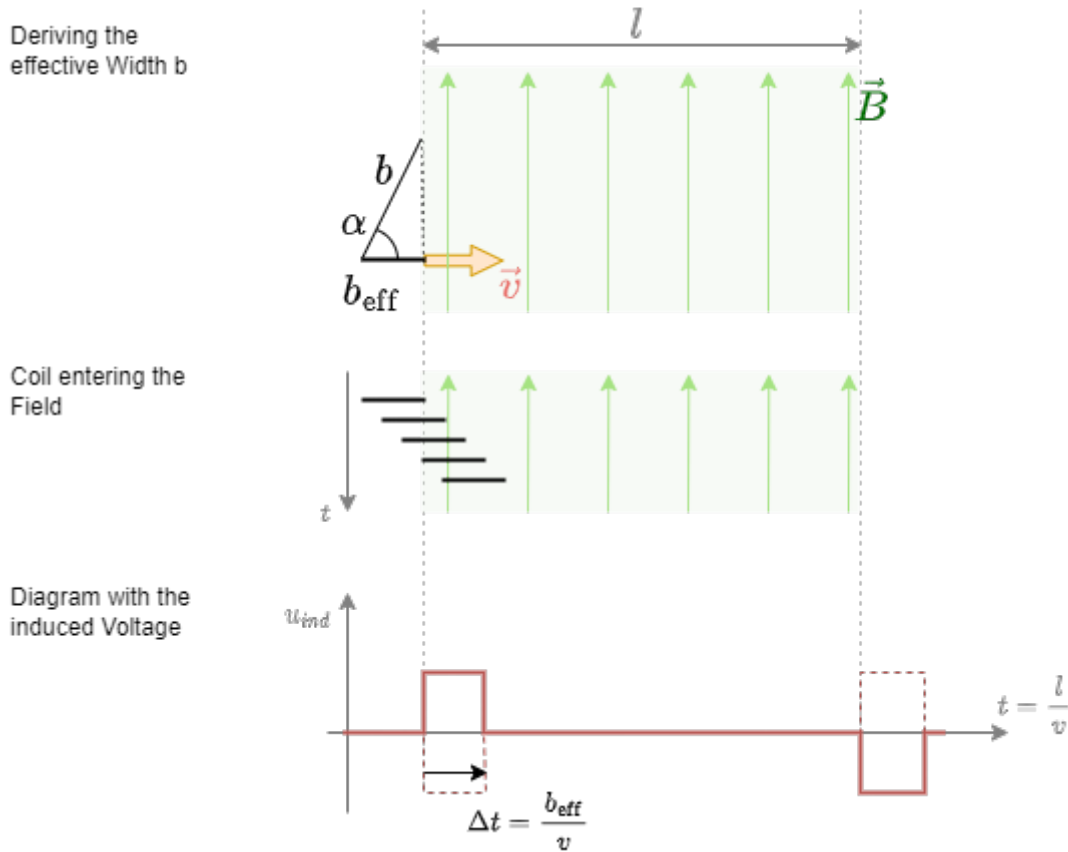 Deriving the
effective Width b
l
B⃗
b
α
b_eff
v⃗
Coil entering the
Field
t
Diagram with the
induced Voltage
u_ind
t = l/v
Δt = b_eff/v